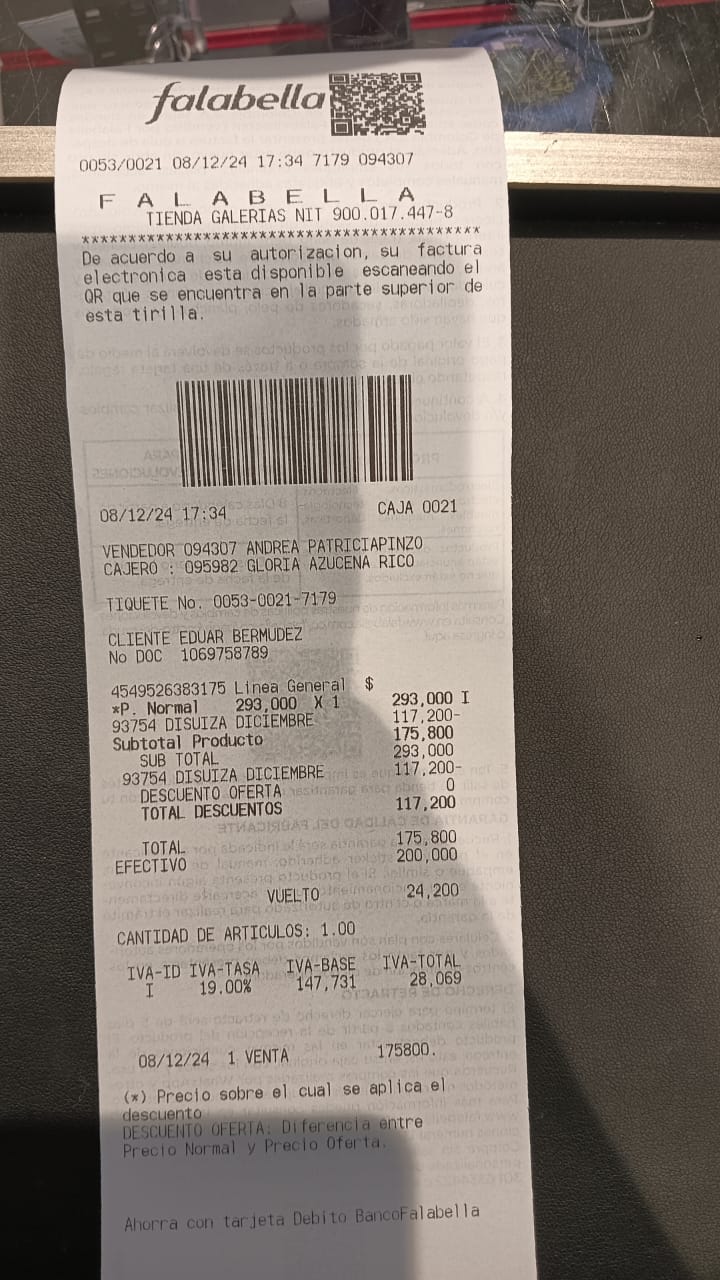 falabella
0053/0021 08/12/24 17:34 7179 094307
F A L A B E L L A
TIENDA GALERIAS NIT 900.017.447-8
******************************************
De acuerdo a su autorizacion, su factura
electronica esta disponible escaneando el
QR que se encuentra en la parte superior de
esta tirilla.
08/12/24 17:34 CAJA 0021
VENDEDOR 094307 ANDREA PATRICIAPINZO
CAJERO : 095982 GLORIA AZUCENA RICO
TIQUETE No. 0053-0021-7179
CLIENTE EDUAR BERMUDEZ
No DOC 1069758789
4549526383175 Linea General $
*P. Normal 293,000 X 1 293,000 I
93754 DISUIZA DICIEMBRE 117,200-
Subtotal Producto 175,800
SUB TOTAL 293,000
93754 DISUIZA DICIEMBRE 117,200-
DESCUENTO OFERTA 0
TOTAL DESCUENTOS 117,200
TOTAL 175,800
EFECTIVO 200,000
VUELTO 24,200
CANTIDAD DE ARTICULOS: 1.00
IVA-ID IVA-TASA IVA-BASE IVA-TOTAL
I 19.00% 147,731 28,069
08/12/24 1 VENTA 175800.
(*) Precio sobre el cual se aplica el
descuento
DESCUENTO OFERTA: Diferencia entre
Precio Normal y Precio Oferta.
Ahorra con tarjeta Debito BancoFalabella